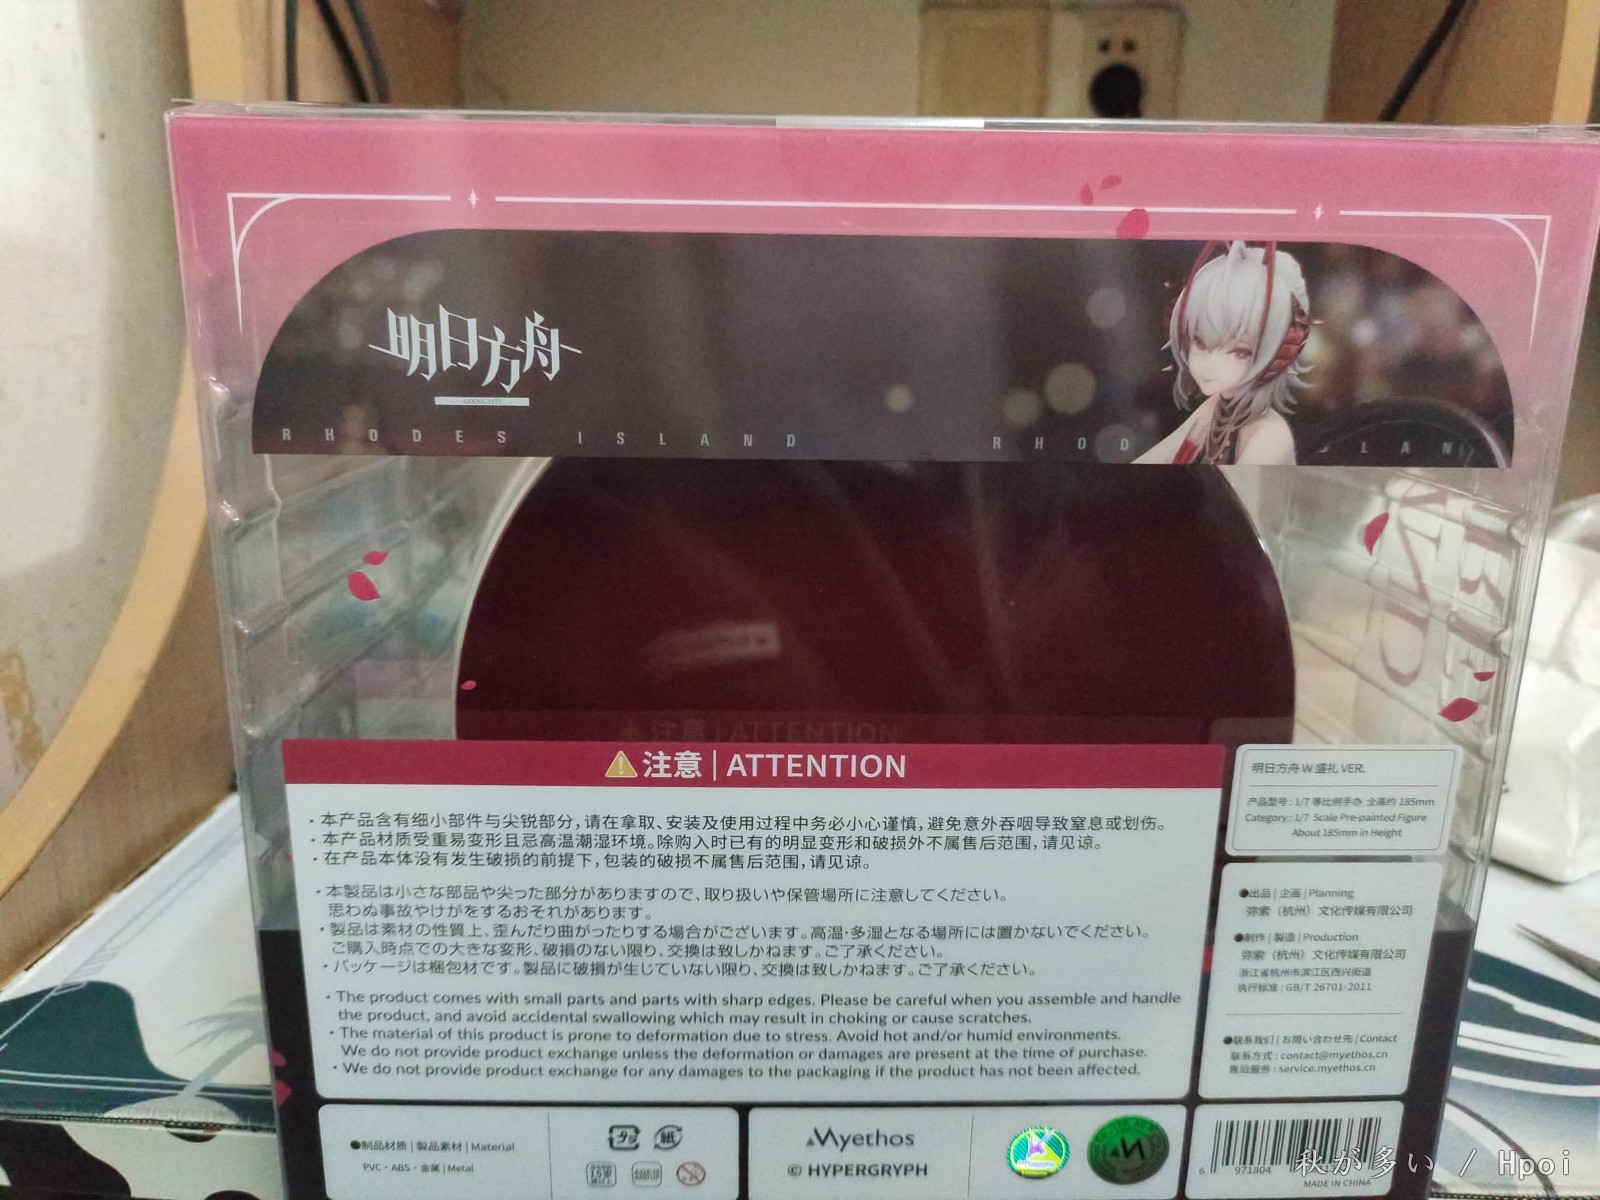 明日方舟
ARKNIGHTS
RHODES ISLAND RHOD LAN
注意 | ATTENTION
注意 | ATTENTION
・本产品含有细小部件与尖锐部分，请在拿取、安装及使用过程中务必小心谨慎，避免意外吞咽导致窒息或划伤。
・本产品材质受重易变形且忌高温潮湿环境。除购入时已有的明显变形和破损外不属售后范围，请见谅。
・在产品本体没有发生破损的前提下，包装的破损不属售后范围，请见谅。
・本製品は小さな部品や尖った部分がありますので、取り扱いや保管場所に注意してください。
思わぬ事故やけがをするおそれがあります。
・製品は素材の性質上、歪んだり曲がったりする場合がございます。高温・多湿となる場所には置かないでください。
ご購入時点での大きな変形、破損のない限り、交換は致しかねます。ご了承ください。
・パッケージは梱包材です。製品に破損が生じていない限り、交換は致しかねます。ご了承ください。
・The product comes with small parts and parts with sharp edges. Please be careful when you assemble and handle
the product, and avoid accidental swallowing which may result in choking or cause scratches.
・The material of this product is prone to deformation due to stress. Avoid hot and/or humid environments.
We do not provide product exchange unless the deformation or damages are present at the time of purchase.
・We do not provide product exchange for any damages to the packaging if the product has not been affected.
明日方舟 W 盛礼 VER.
产品型号：1/7 等比例手办 全高约 185mm
Category : 1/7 Scale Pre-painted Figure
About 185mm in Height
●出品 | 企画 | Planning
弥索（杭州）文化传媒有限公司
●制作 | 製造 | Production
弥索（杭州）文化传媒有限公司
浙江省杭州市滨江区西兴街道
执行标准：GB/T 26701-2011
●联系我们 | お問い合わせ先 | Contact
联系方式：contact@myethos.cn
售后服务：service.myethos.cn
●制品材质 | 製品素材 | Material
PVC・ABS・金属 | Metal
プラ
紙
Myethos
© HYPERGRYPH
6 971804
MADE IN CHINA
秋が多い / Hpoi